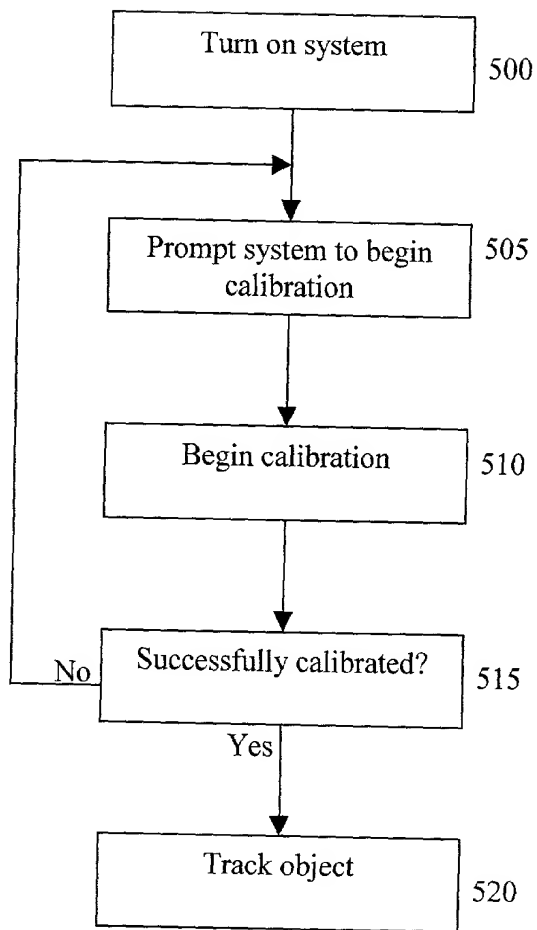 Turn on system
500
Prompt system to begin
calibration
505
Begin calibration
510
Successfully calibrated?
515
No
Yes
Track object
520